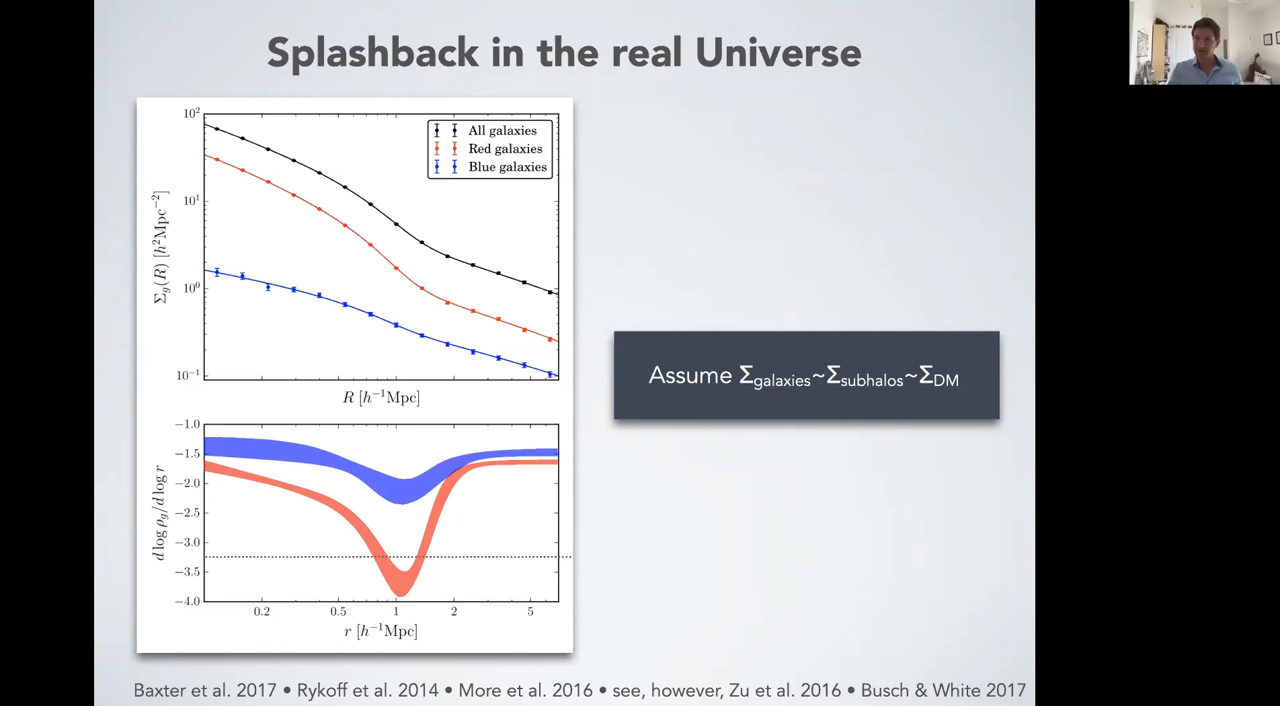 Splashback in the real Universe
10²
10¹
10⁰
10⁻¹
Σg(R) [h²Mpc⁻²]
All galaxies
Red galaxies
Blue galaxies
R [h⁻¹Mpc]
Assume Σgalaxies~Σsubhalos~ΣDM
−1.0
−1.5
−2.0
−2.5
−3.0
−3.5
−4.0
d log ρg/d log r
0.2 0.5 1 2 5
r [h⁻¹Mpc]
Baxter et al. 2017 • Rykoff et al. 2014 • More et al. 2016 • see, however, Zu et al. 2016 • Busch & White 2017